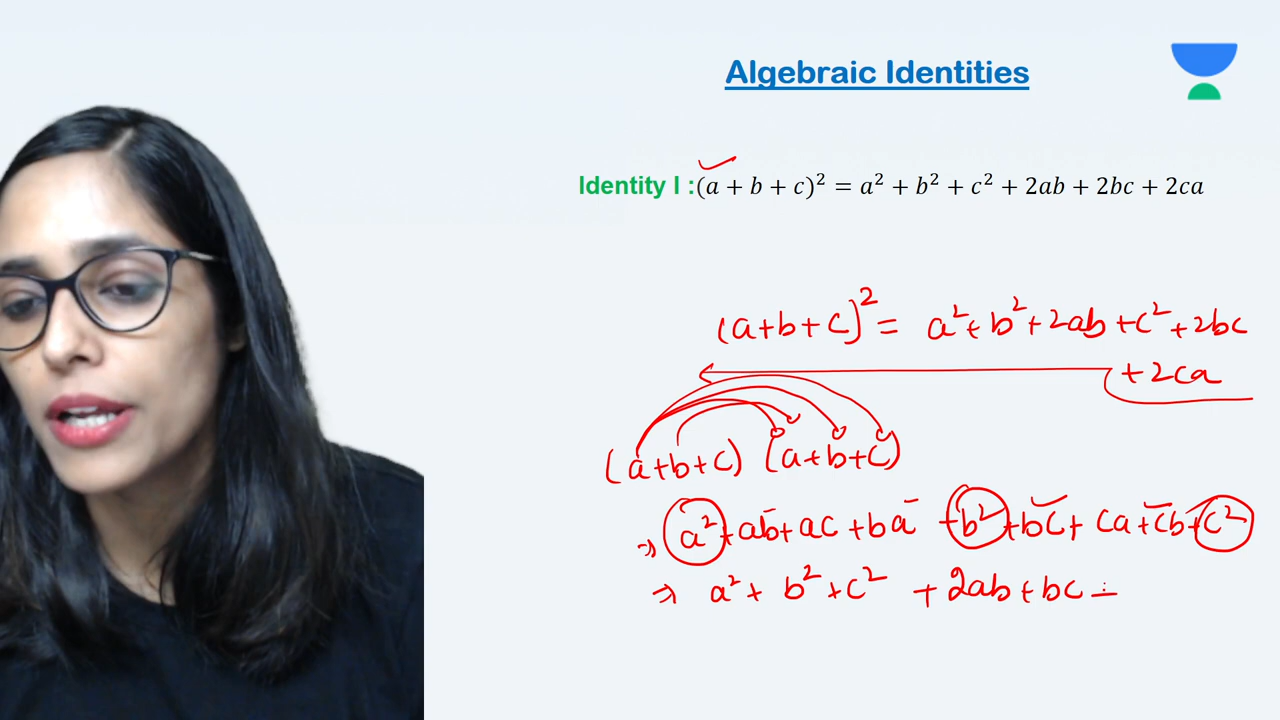 Algebraic Identities
Identity I :(a + b + c)² = a² + b² + c² + 2ab + 2bc + 2ca
(a+b+c)² = a²+b²+2ab+c²+2bc
+2ca
(a+b+c) (a+b+c)
⇒ a²+ab+ac+ba+b²+bc+ca+cb+c²
⇒ a²+b²+c² +2ab+bc